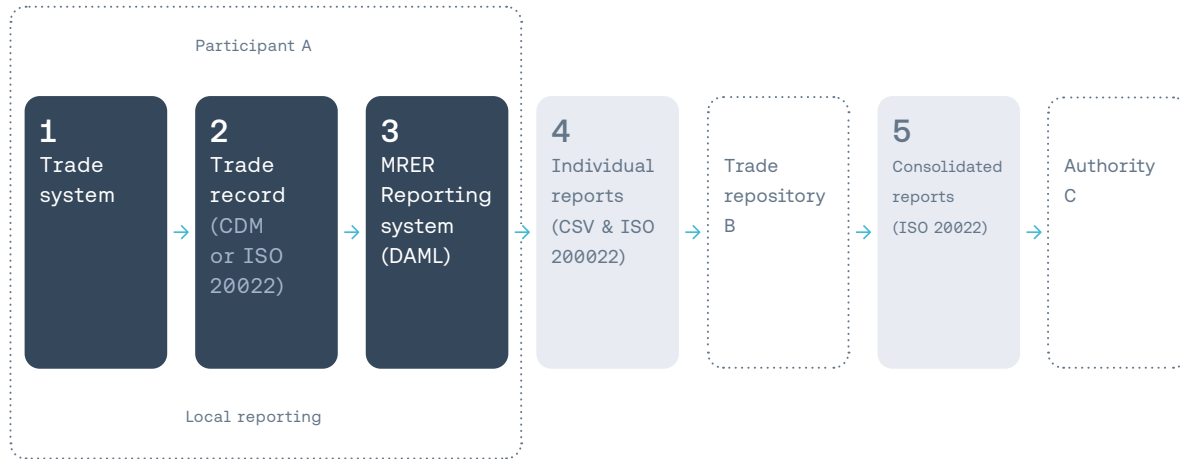 Participant A
1
Trade
system
2
Trade
record
(CDM
or ISO
20022)
3
MRER
Reporting
system
(DAML)
4
Individual
reports
(CSV & ISO
200022)
Trade
repository
B
5
Consolidated
reports
(ISO 20022)
Authority
C
Local reporting